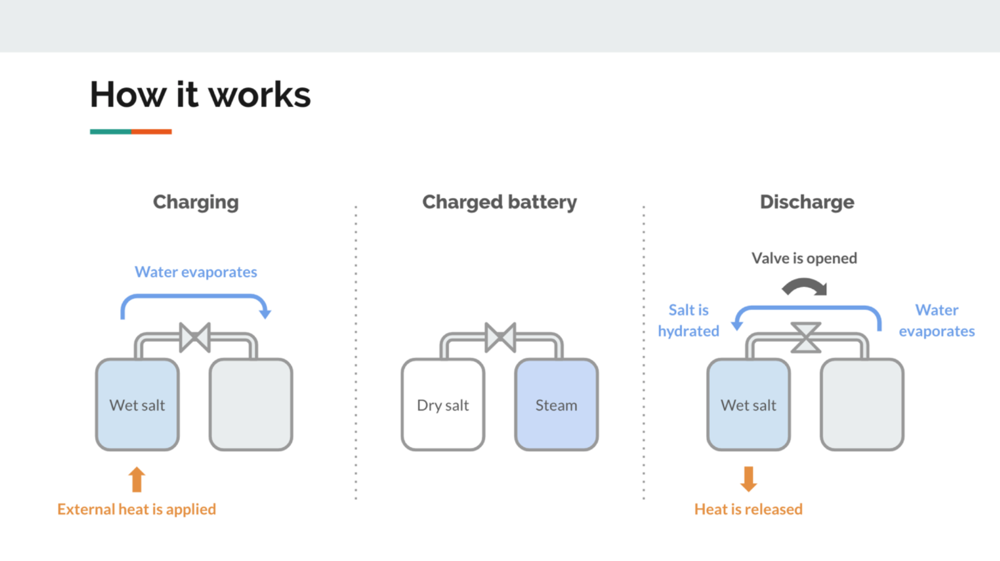 How it works
Charging
Water evaporates
Wet salt
External heat is applied
Charged battery
Dry salt
Steam
Discharge
Valve is opened
Salt is
hydrated
Water
evaporates
Wet salt
Heat is released